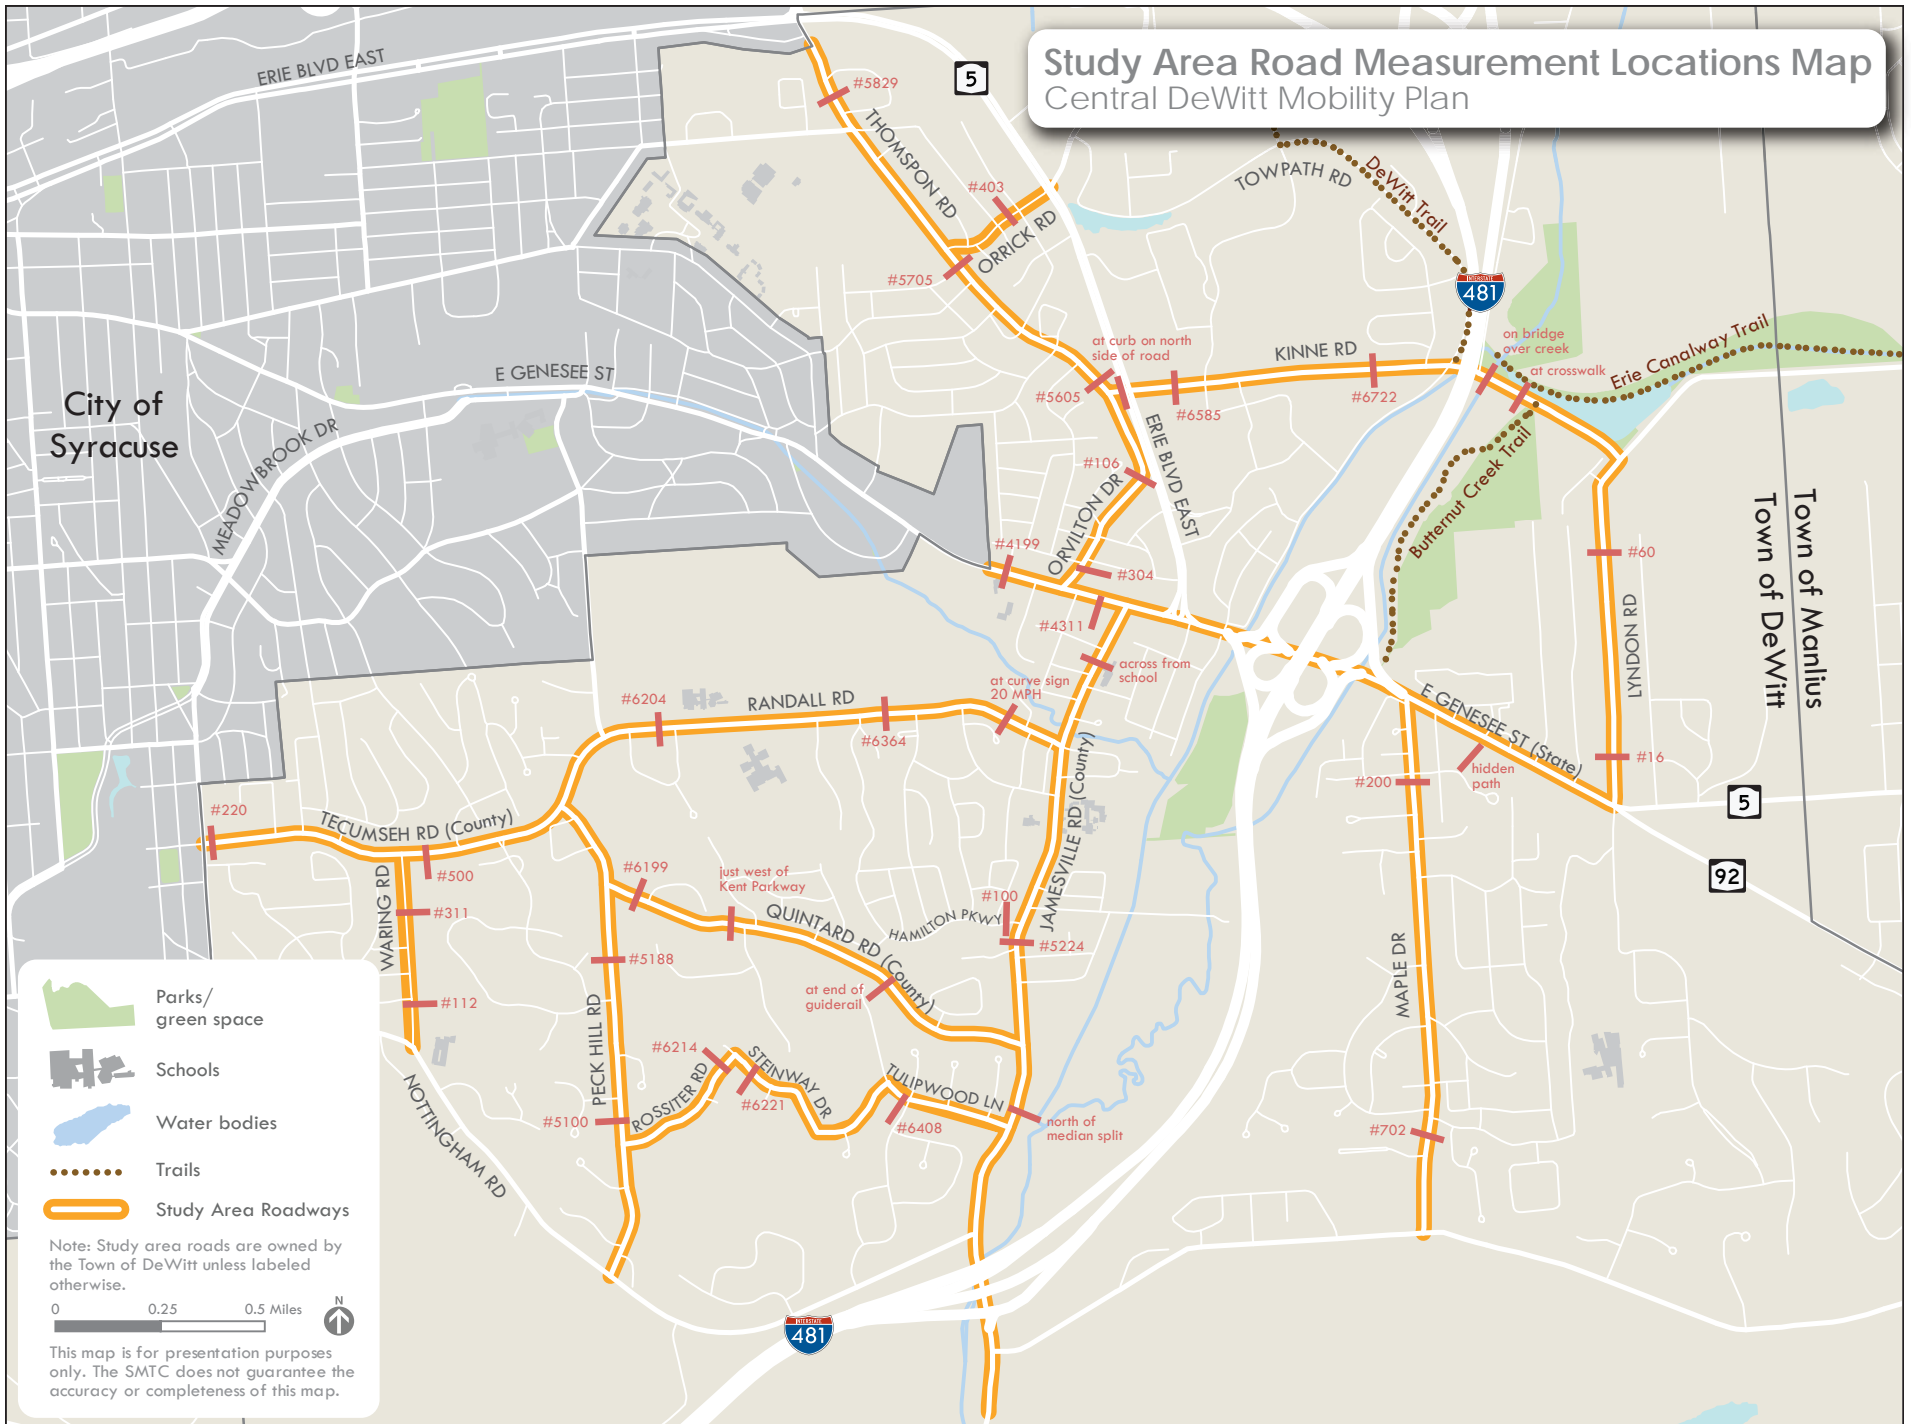 Study Area Road Measurement Locations Map
Central DeWitt Mobility Plan
ERIE BLVD EAST
5
#5829
THOMSPON RD
#403
ORRICK RD
#5705
TOWPATH RD
DeWitt Trail
INTERSTATE
481
at curb on north
side of road
KINNE RD
on bridge
over creek
at crosswalk
Erie Canalway Trail
#5605
#6585
#6722
E GENESEE ST
City of
Syracuse
MEADOWBROOK DR
ERIE BLVD EAST
#106
ORVILTON DR
Butternut Creek Trail
Town of Manlius
Town of DeWitt
#4199
#304
#60
#4311
across from
school
LYNDON RD
at curve sign
20 MPH
#6204
RANDALL RD
#6364
E GENESEE ST (State)
JAMESVILLE RD (County)
#200
hidden
path
#16
5
#220
TECUMSEH RD (County)
#500
WARING RD
#311
#112
#6199
just west of
Kent Parkway
QUINTARD RD (County)
HAMILTON PKWY
#100
#5224
92
#5188
at end of
guiderail
MAPLE DR
PECK HILL RD
#6214
ROSSITER RD
STEINWAY DR
#6221
TULIPWOOD LN
#6408
#5100
north of
median split
#702
NOTTINGHAM RD
INTERSTATE
481
Parks/
green space
Schools
Water bodies
Trails
Study Area Roadways
Note: Study area roads are owned by
the Town of DeWitt unless labeled
otherwise.
0 0.25 0.5 Miles
N
This map is for presentation purposes
only. The SMTC does not guarantee the
accuracy or completeness of this map.